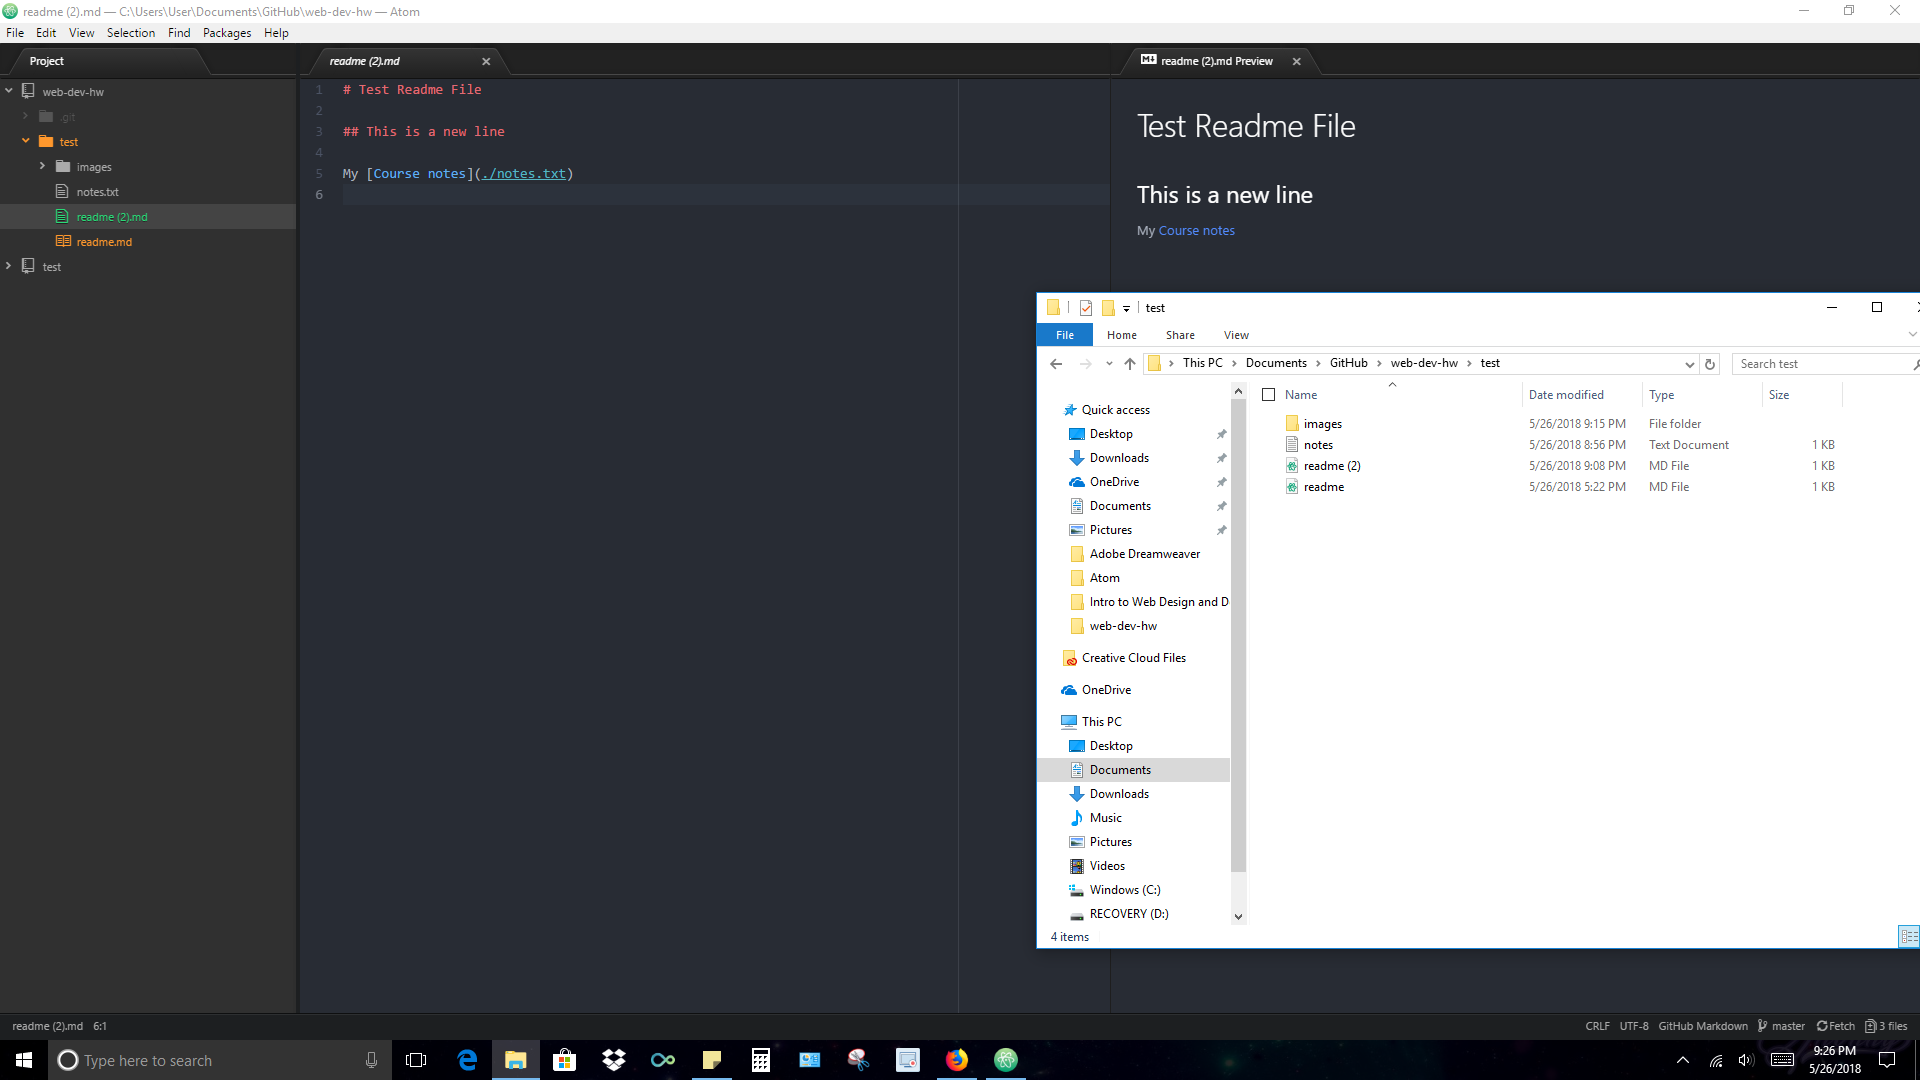 readme (2).md — C:\Users\User\Documents\GitHub\web-dev-hw — Atom
File Edit View Selection Find Packages Help
Project
web-dev-hw
.git
test
images
notes.txt
readme (2).md
readme.md
test
readme (2).md
1 # Test Readme File
2
3 ## This is a new line
4
5 My [Course notes](./notes.txt)
6
readme (2).md Preview
Test Readme File
This is a new line
My Course notes
test
File Home Share View
This PC Documents GitHub web-dev-hw test
Search test
Quick access
Desktop
Downloads
OneDrive
Documents
Pictures
Adobe Dreamweaver
Atom
Intro to Web Design and D
web-dev-hw
Creative Cloud Files
OneDrive
This PC
Desktop
Documents
Downloads
Music
Pictures
Videos
Windows (C:)
RECOVERY (D:)
Name Date modified Type Size
images 5/26/2018 9:15 PM File folder
notes 5/26/2018 8:56 PM Text Document 1 KB
readme (2) 5/26/2018 9:08 PM MD File 1 KB
readme 5/26/2018 5:22 PM MD File 1 KB
4 items
readme (2).md 6:1
CRLF UTF-8 GitHub Markdown master Fetch 3 files
Type here to search
9:26 PM
5/26/2018